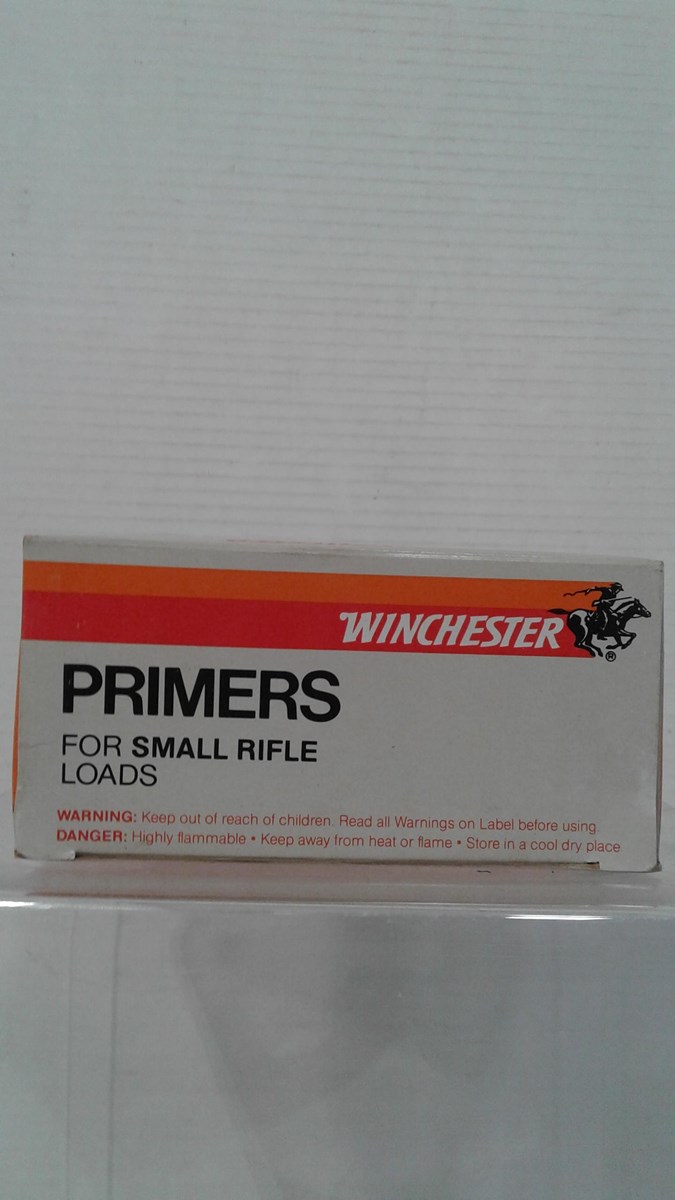 WINCHESTER
®
PRIMERS
FOR SMALL RIFLE
LOADS
WARNING: Keep out of reach of children. Read all Warnings on Label before using.
DANGER: Highly flammable • Keep away from heat or flame • Store in a cool dry place